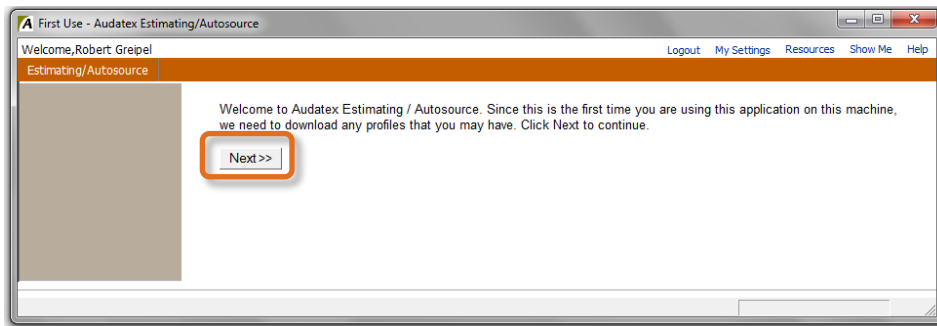 First Use - Audatex Estimating/Autosource
Welcome,Robert Greipel
Logout My Settings Resources Show Me Help
Estimating/Autosource
Welcome to Audatex Estimating / Autosource. Since this is the first time you are using this application on this machine,
we need to download any profiles that you may have. Click Next to continue.
Next>>